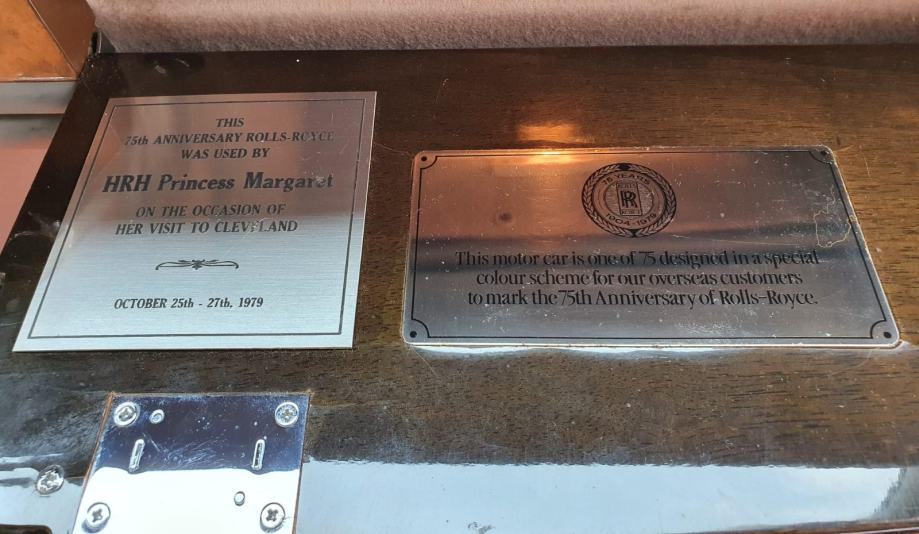 THIS
75th ANNIVERSARY ROLLS-ROYCE
WAS USED BY
HRH Princess Margaret
ON THE OCCASION OF
HER VISIT TO CLEVELAND
OCTOBER 25th - 27th. 1979
75 YEARS
RR
1904-1979
This motor car is one of 75 designed in a special
colour scheme for our overseas customers
to mark the 75th Anniversary of Rolls-Royce.